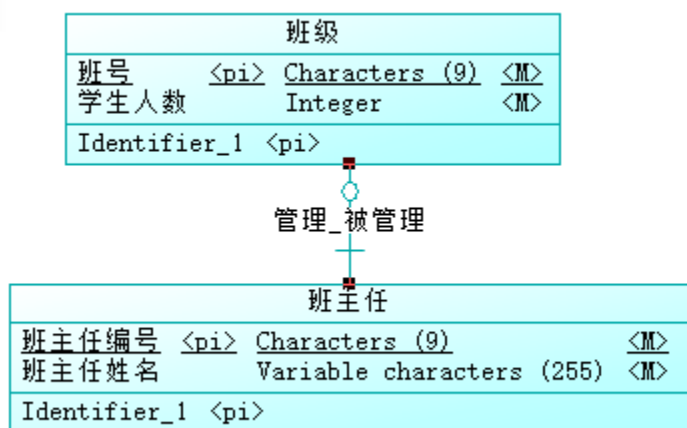 班级
班号 <pi> Characters (9) <M>
学生人数 Integer <M>
Identifier_1 <pi>
管理_被管理
班主任
班主任编号 <pi> Characters (9) <M>
班主任姓名 Variable characters (255) <M>
Identifier_1 <pi>